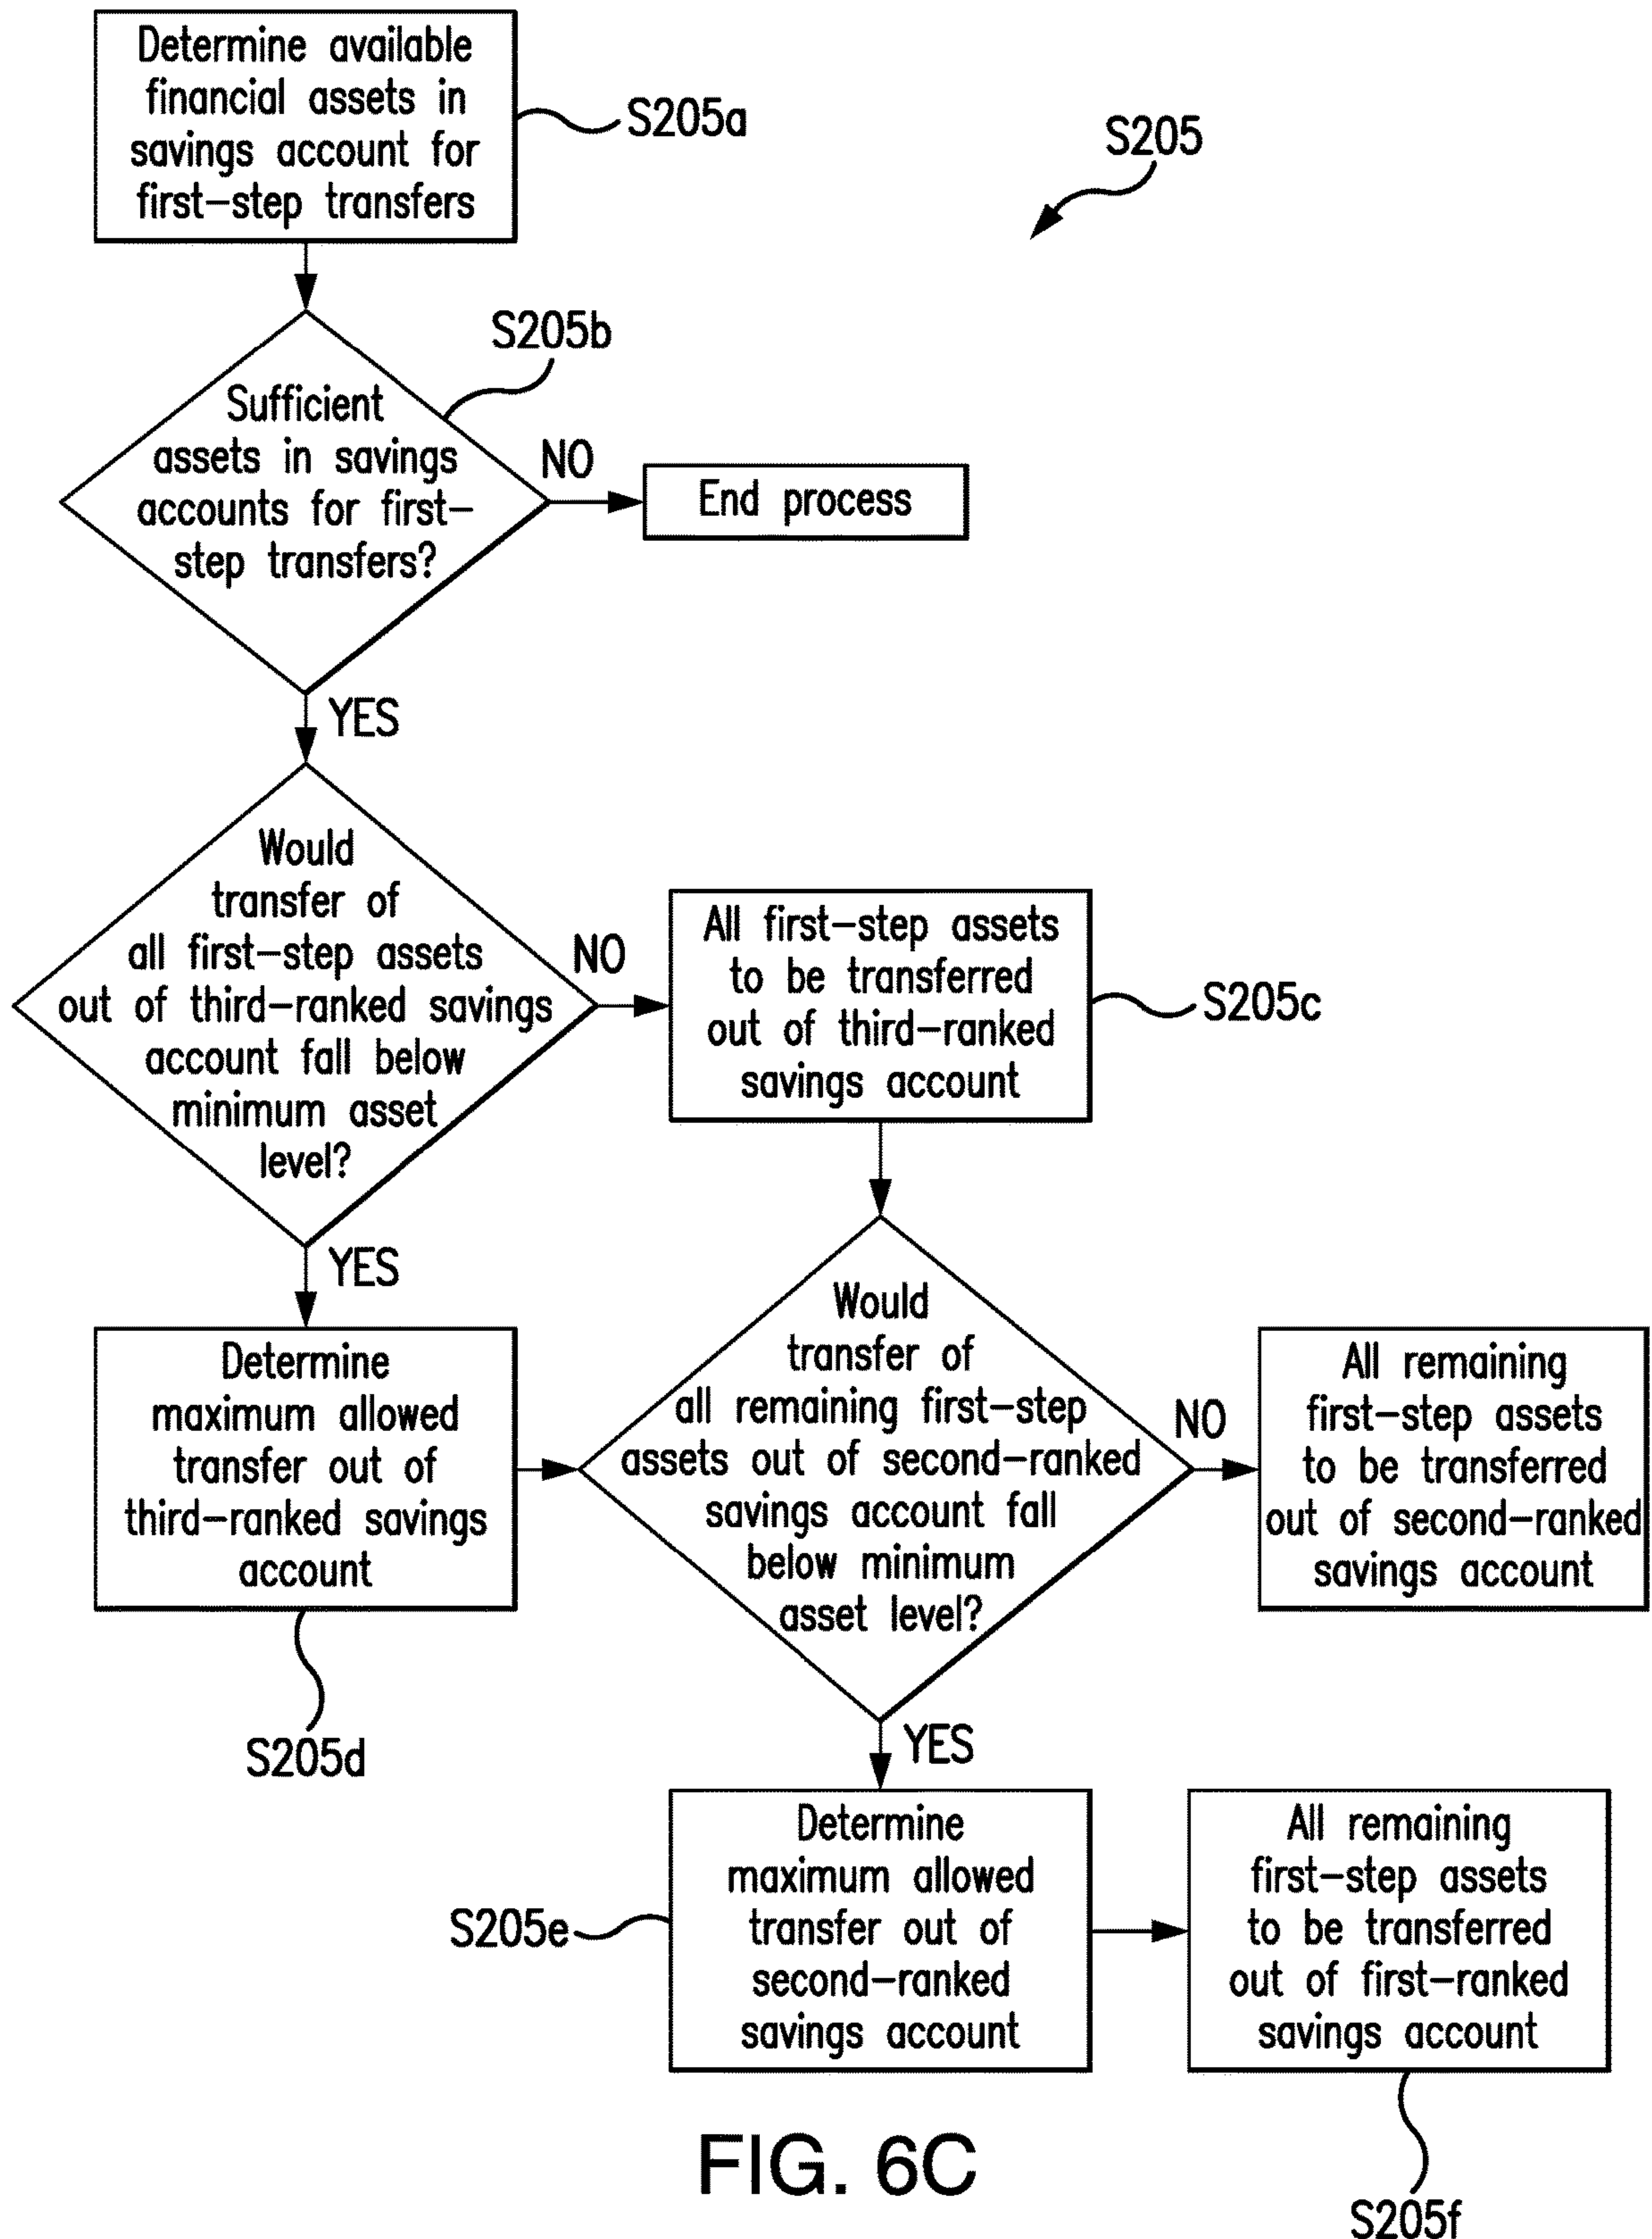 Determine available
financial assets in
savings account for
first-step transfers
S205a
S205
S205b
Sufficient
assets in savings
accounts for first-
step transfers?
NO
End process
YES
Would
transfer of
all first-step assets
out of third-ranked savings
account fall below
minimum asset
level?
NO
All first-step assets
to be transferred
out of third-ranked
savings account
S205c
YES
Determine
maximum allowed
transfer out of
third-ranked savings
account
S205d
Would
transfer of
all remaining first-step
assets out of second-ranked
savings account fall
below minimum
asset level?
NO
All remaining
first-step assets
to be transferred
out of second-ranked
savings account
YES
Determine
maximum allowed
transfer out of
second-ranked
savings account
S205e
All remaining
first-step assets
to be transferred
out of first-ranked
savings account
S205f
FIG. 6C